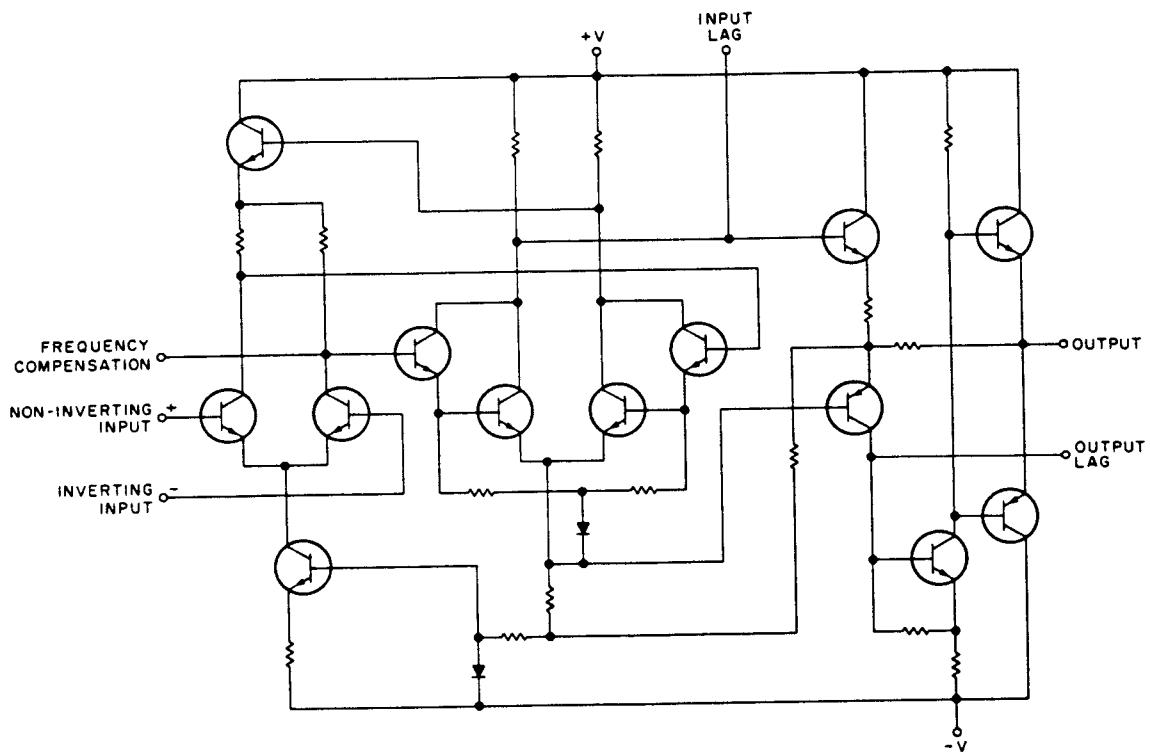 INPUT
LAG
+V
FREQUENCY
COMPENSATION
NON-INVERTING +
INPUT
INVERTING -
INPUT
OUTPUT
OUTPUT
LAG
-V